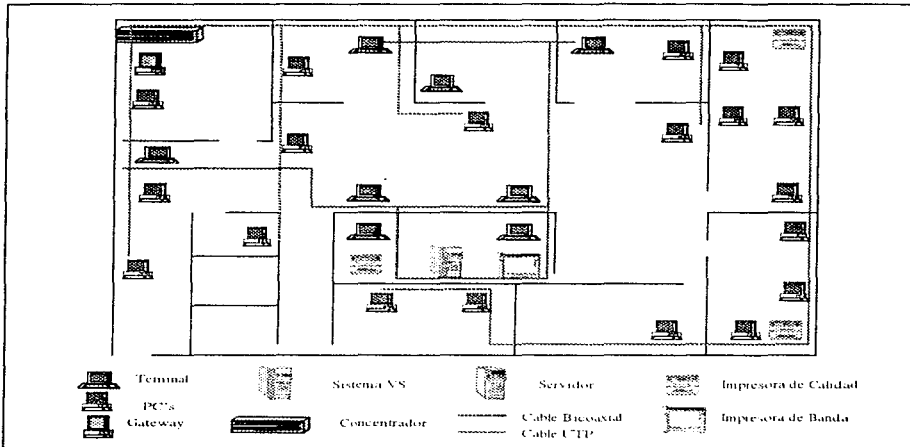 Terminal
Sistema VS
Servidor
Impresora de Calidad
PC's
Gateway
Concentrador
Cable Bicoaxial
Cable UTP
Impresora de Banda